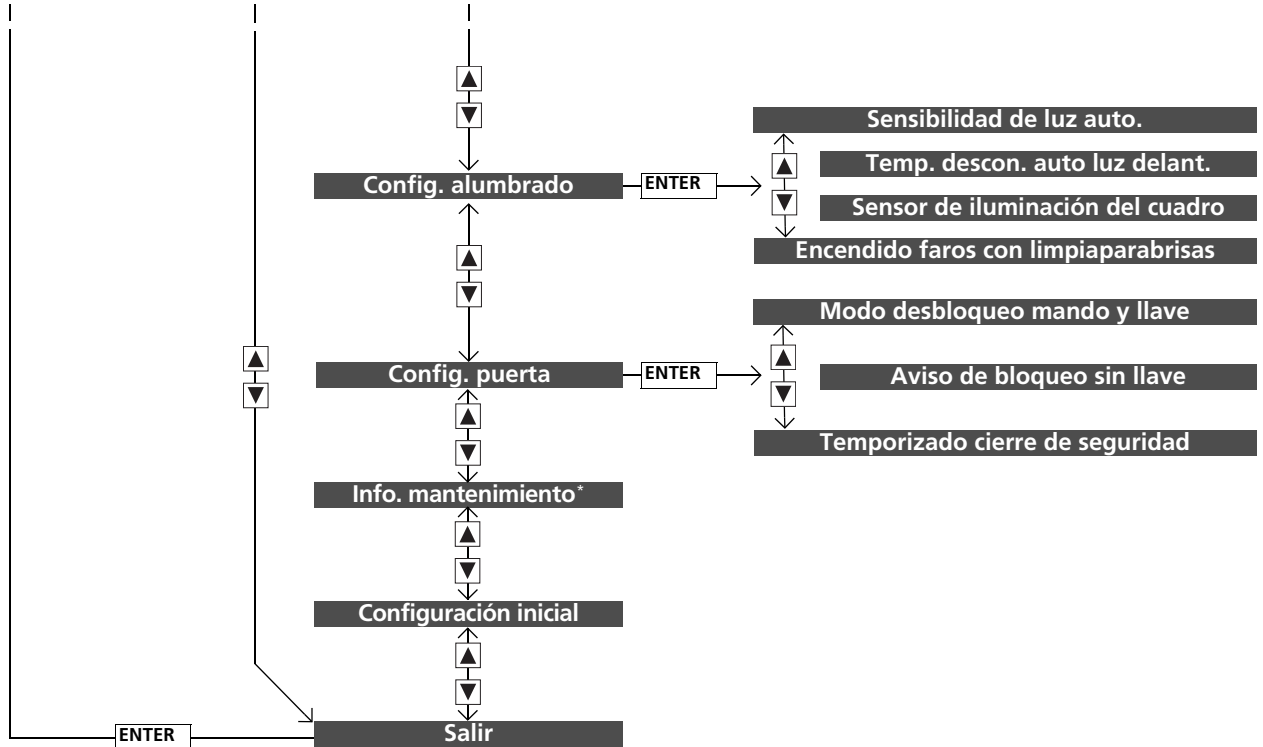 Sensibilidad de luz auto.
Config. alumbrado
ENTER
Temp. descon. auto luz delant.
Sensor de iluminación del cuadro
Encendido faros con limpiaparabrisas
Modo desbloqueo mando y llave
Config. puerta
ENTER
Aviso de bloqueo sin llave
Temporizado cierre de seguridad
Info. mantenimiento*
Configuración inicial
ENTER
Salir